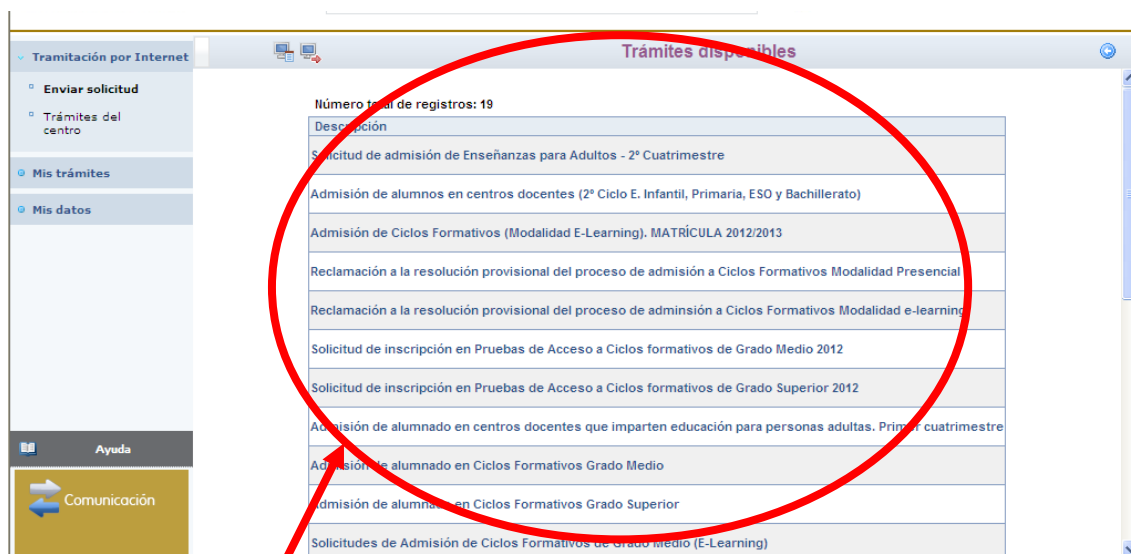 Trámites disponibles
Tramitación por Internet
Enviar solicitud
Trámites del
centro
Mis trámites
Mis datos
Ayuda
Comunicación
Número total de registros: 19
Descripción
Solicitud de admisión de Enseñanzas para Adultos - 2º Cuatrimestre
Admisión de alumnos en centros docentes (2º Ciclo E. Infantil, Primaria, ESO y Bachillerato)
Admisión de Ciclos Formativos (Modalidad E-Learning). MATRÍCULA 2012/2013
Reclamación a la resolución provisional del proceso de admisión a Ciclos Formativos Modalidad Presencial
Reclamación a la resolución provisional del proceso de adminsión a Ciclos Formativos Modalidad e-learning
Solicitud de inscripción en Pruebas de Acceso a Ciclos formativos de Grado Medio 2012
Solicitud de inscripción en Pruebas de Acceso a Ciclos formativos de Grado Superior 2012
Admisión de alumnado en centros docentes que imparten educación para personas adultas. Primer cuatrimestre
Admisión de alumnado en Ciclos Formativos Grado Medio
Admisión de alumnado en Ciclos Formativos Grado Superior
Solicitudes de Admisión de Ciclos Formativos de Grado Medio (E-Learning)